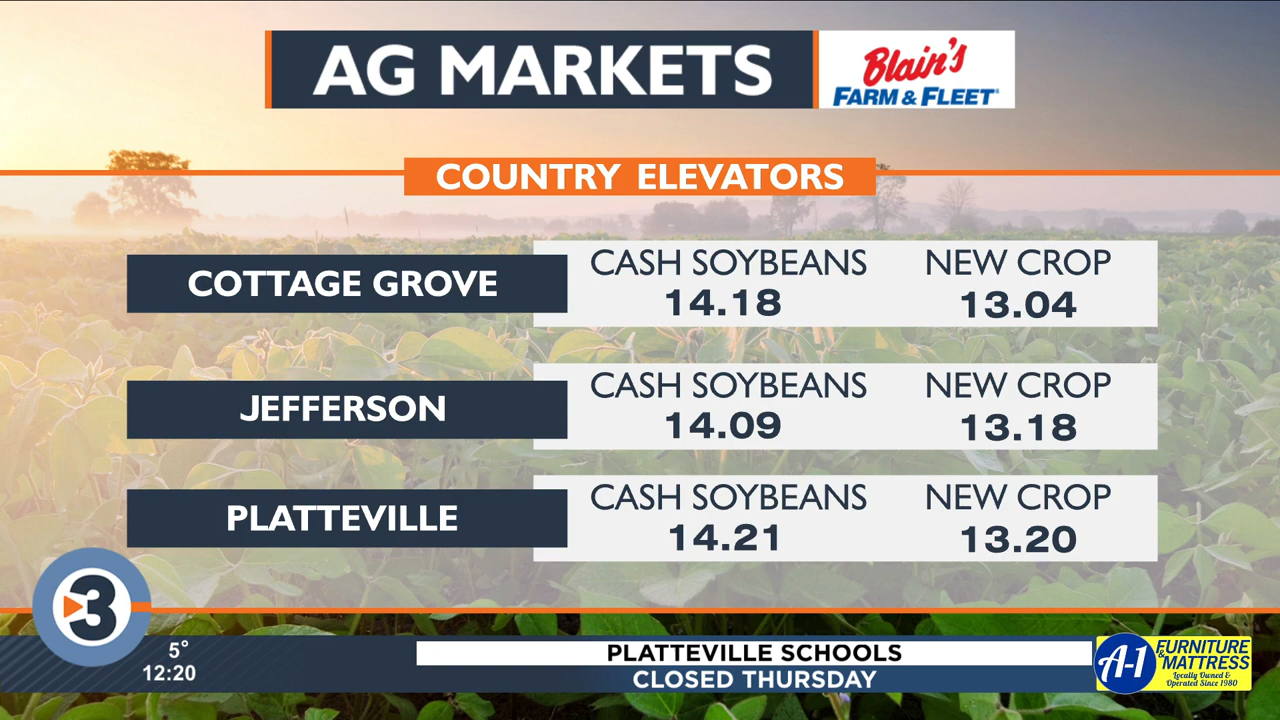 AG MARKETS
Blain's
FARM & FLEET
COUNTRY ELEVATORS
COTTAGE GROVE
CASH SOYBEANS NEW CROP
14.18 13.04
JEFFERSON
CASH SOYBEANS NEW CROP
14.09 13.18
PLATTEVILLE
CASH SOYBEANS NEW CROP
14.21 13.20
3
5°
12:20
PLATTEVILLE SCHOOLS
CLOSED THURSDAY
A-1
FURNITURE
& MATTRESS
Locally Owned &
Operated Since 1980